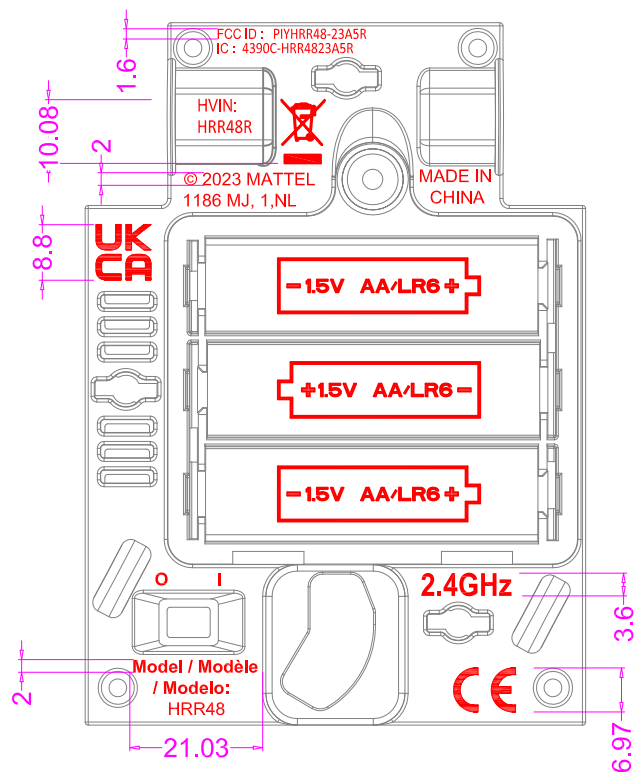 FCC ID : PIYHRR48-23A5R
IC : 4390C-HRR4823A5R
1.6
HVIN:
HRR48R
10.08
2
© 2023 MATTEL
1186 MJ, 1,NL
MADE IN
CHINA
8.8
UK
CA
- 1.5V AA/LR6 +
+1.5V AA/LR6 -
- 1.5V AA/LR6 +
O I
2.4GHz
3.6
Model / Modèle
/ Modelo:
HRR48
2
CE
21.03
6.97